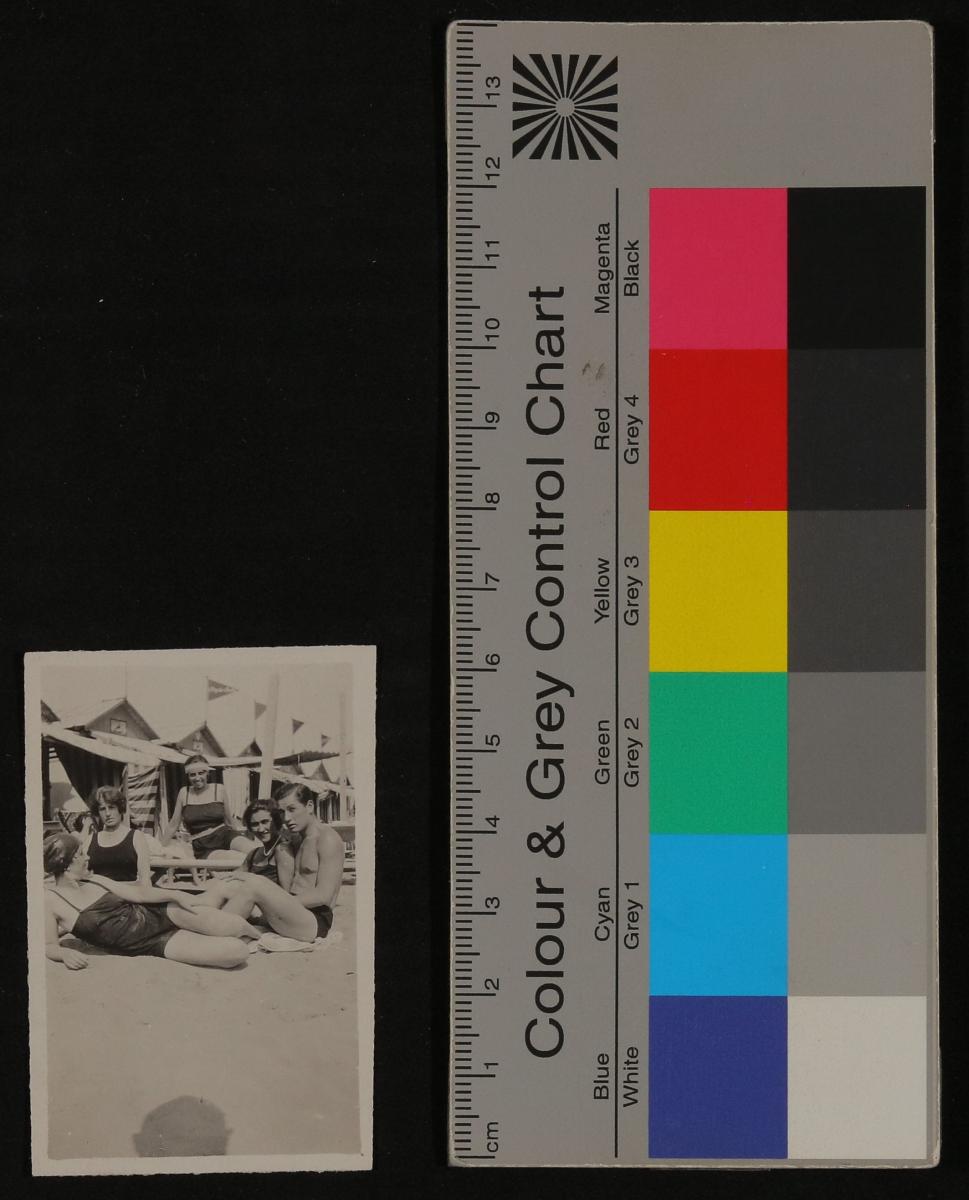 Colour & Grey Control Chart
Blue Cyan Green Yellow Red Magenta
White Grey 1 Grey 2 Grey 3 Grey 4 Black
cm 1 2 3 4 5 6 7 8 9 10 11 12 13